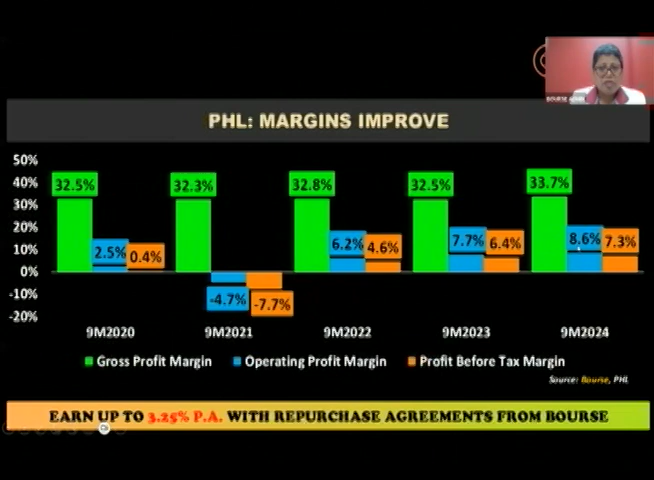 PHL: MARGINS IMPROVE
50%
40%
30%
20%
10%
0%
-10%
-20%
32.5%
2.5%
0.4%
32.3%
-4.7%
-7.7%
32.8%
6.2%
4.6%
32.5%
7.7%
6.4%
33.7%
8.6%
7.3%
9M2020
9M2021
9M2022
9M2023
9M2024
Gross Profit Margin
Operating Profit Margin
Profit Before Tax Margin
Source: Bourse, PHL
EARN UP TO 3.25% P.A. WITH REPURCHASE AGREEMENTS FROM BOURSE